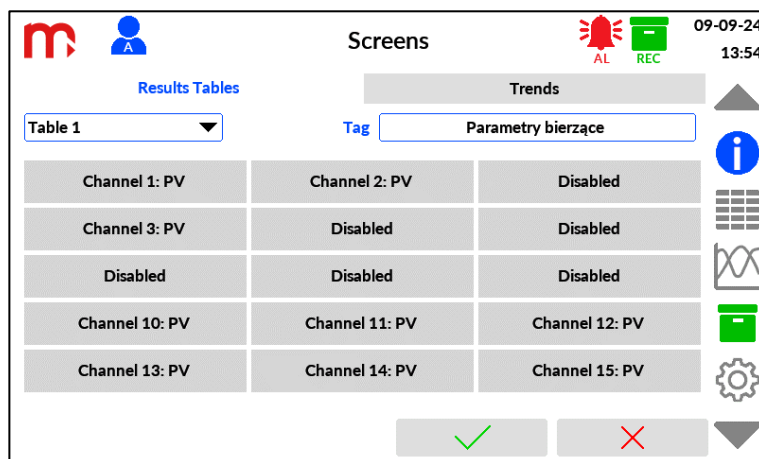 A
Screens
AL
REC
09-09-24
13:54
Results Tables
Trends
Table 1
Tag
Parametry bierzące
Channel 1: PV
Channel 2: PV
Disabled
Channel 3: PV
Disabled
Disabled
Disabled
Disabled
Disabled
Channel 10: PV
Channel 11: PV
Channel 12: PV
Channel 13: PV
Channel 14: PV
Channel 15: PV